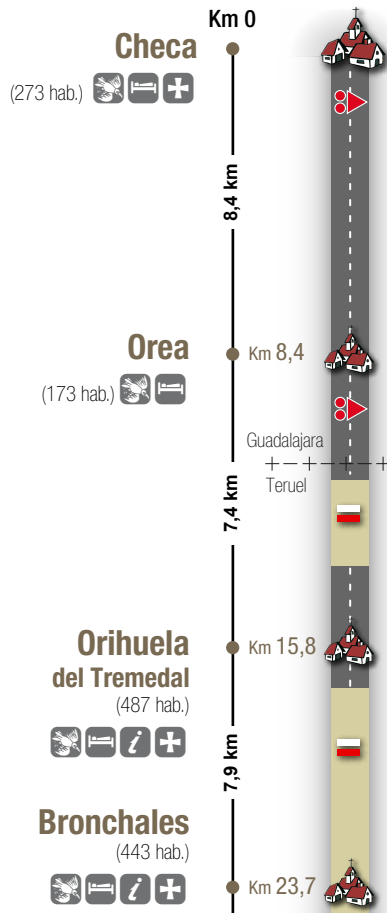 Km 0
Checa
(273 hab.)
8,4 km
Orea
Km 8,4
(173 hab.)
Guadalajara
Teruel
7,4 km
Orihuela
del Tremedal
Km 15,8
(487 hab.)
i
7,9 km
Bronchales
(443 hab.)
i
Km 23,7